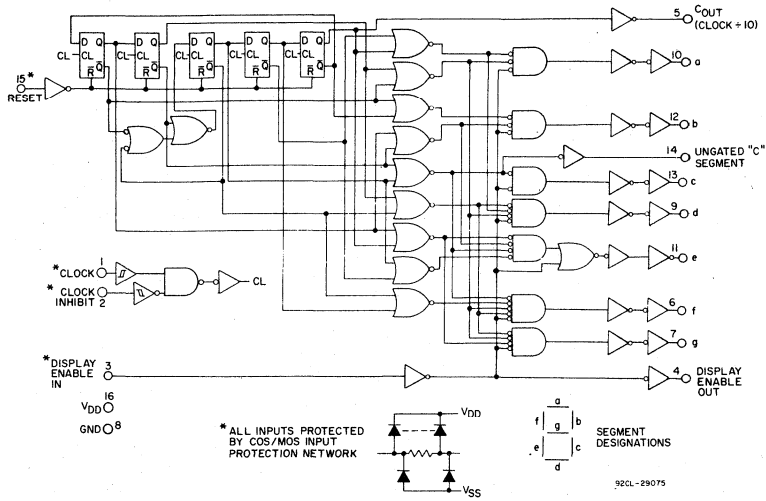 5 COUT
(CLOCK÷10)
D Q D Q D Q D Q D Q
CL CL CL CL CL CL CL CL CL CL
R Q R Q R Q R Q R Q
10 a
15*
RESET
12 b
14 UNGATED "C"
SEGMENT
13 c
9 d
11 e
*CLOCK 1
CL
* CLOCK
INHIBIT 2
6 f
7 g
*DISPLAY
ENABLE
IN
3
4 DISPLAY
ENABLE
OUT
16
VDD
GND 8
* ALL INPUTS PROTECTED
BY COS/MOS INPUT
PROTECTION NETWORK
VDD
VSS
a
f b
g
e c
d
SEGMENT
DESIGNATIONS
92CL-29075